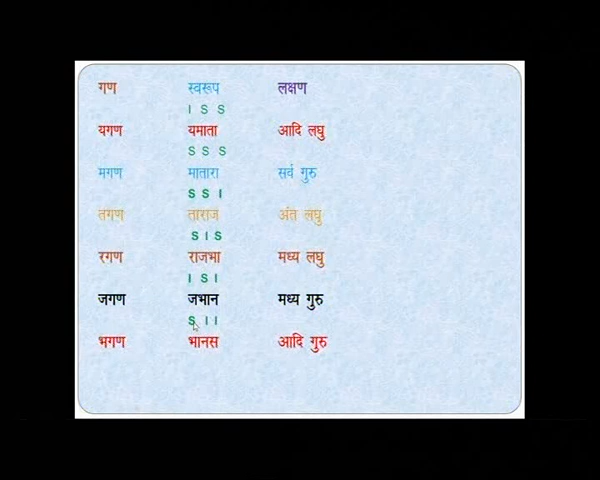 गण स्वरूप लक्षण
I S S
यगण यमाता आदि लघु
S S S
मगण मातारा सर्व गुरु
S S I
तगण ताराज अंत लघु
S I S
रगण राजभा मध्य लघु
I S I
जगण जभान मध्य गुरु
S I I
भगण भानस आदि गुरु